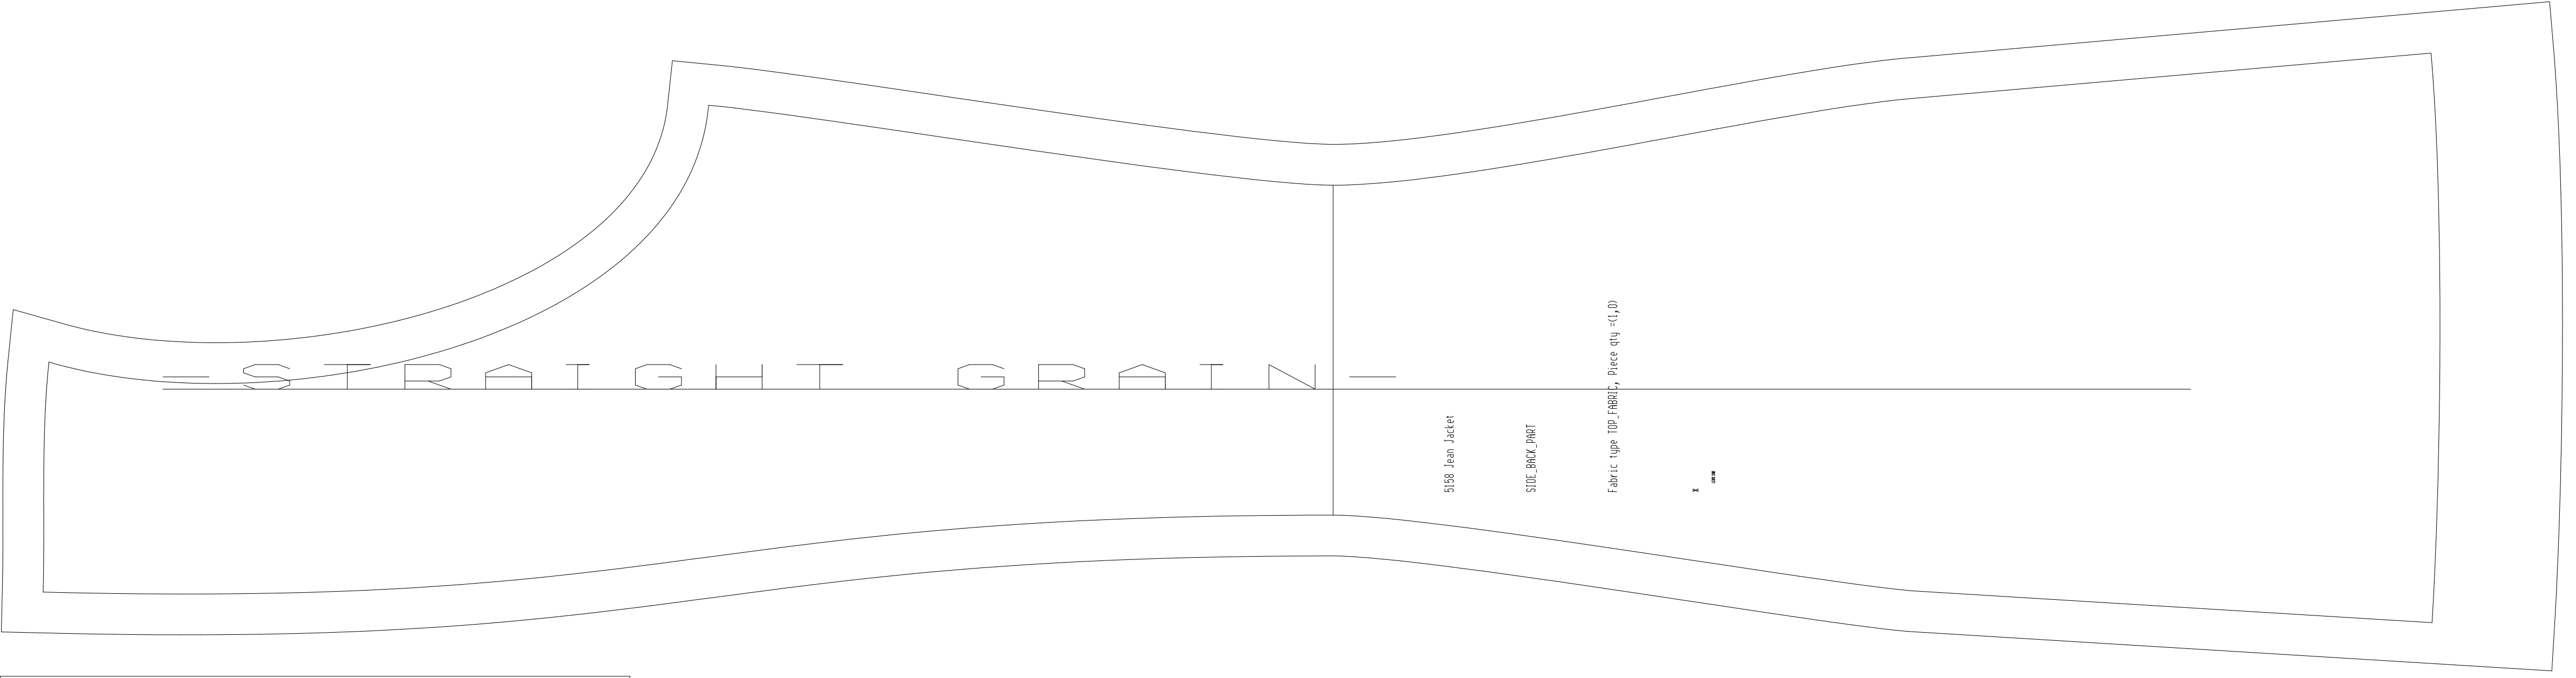 - STRAIGHT GRAIN -
5158 Jean Jacket
SIDE_BACK_PART
Fabric type TOP_FABRIC, Piece qty =(1,0)